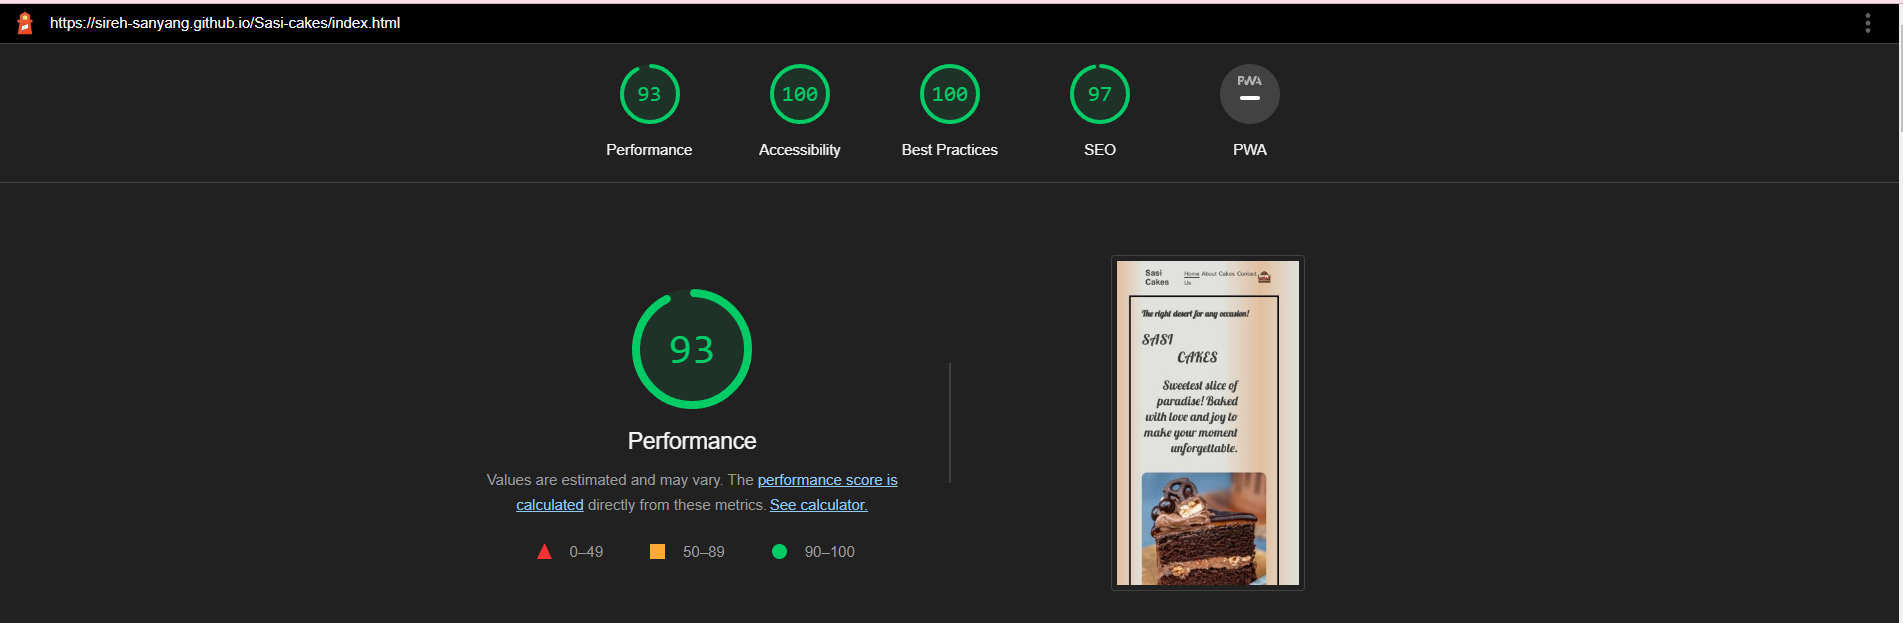 https://sireh-sanyang.github.io/Sasi-cakes/index.html
93
100
100
97
PWA
Performance
Accessibility
Best Practices
SEO
PWA
93
Performance
Values are estimated and may vary. The performance score is
calculated directly from these metrics. See calculator.
0–49
50–89
90–100
Sasi
Cakes
Home About Cakes Contact
Us
The right desert for any occasion!
SASI
CAKES
Sweetest slice of
paradise! Baked
with love and joy to
make your moment
unforgettable.